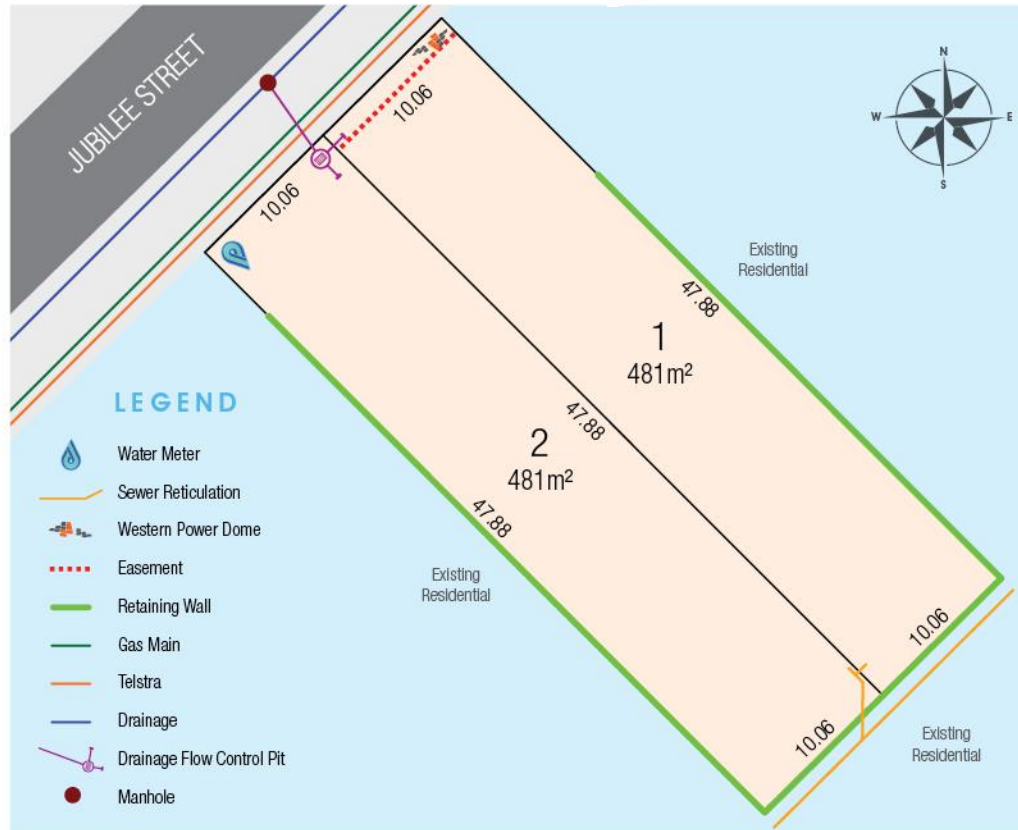 JUBILEE STREET
10.06
10.06
N
W
E
S
Existing
Residential
47.88
1
481m²
47.88
2
481m²
47.88
Existing
Residential
10.06
10.06
Existing
Residential
LEGEND
Water Meter
Sewer Reticulation
Western Power Dome
Easement
Retaining Wall
Gas Main
Telstra
Drainage
Drainage Flow Control Pit
Manhole